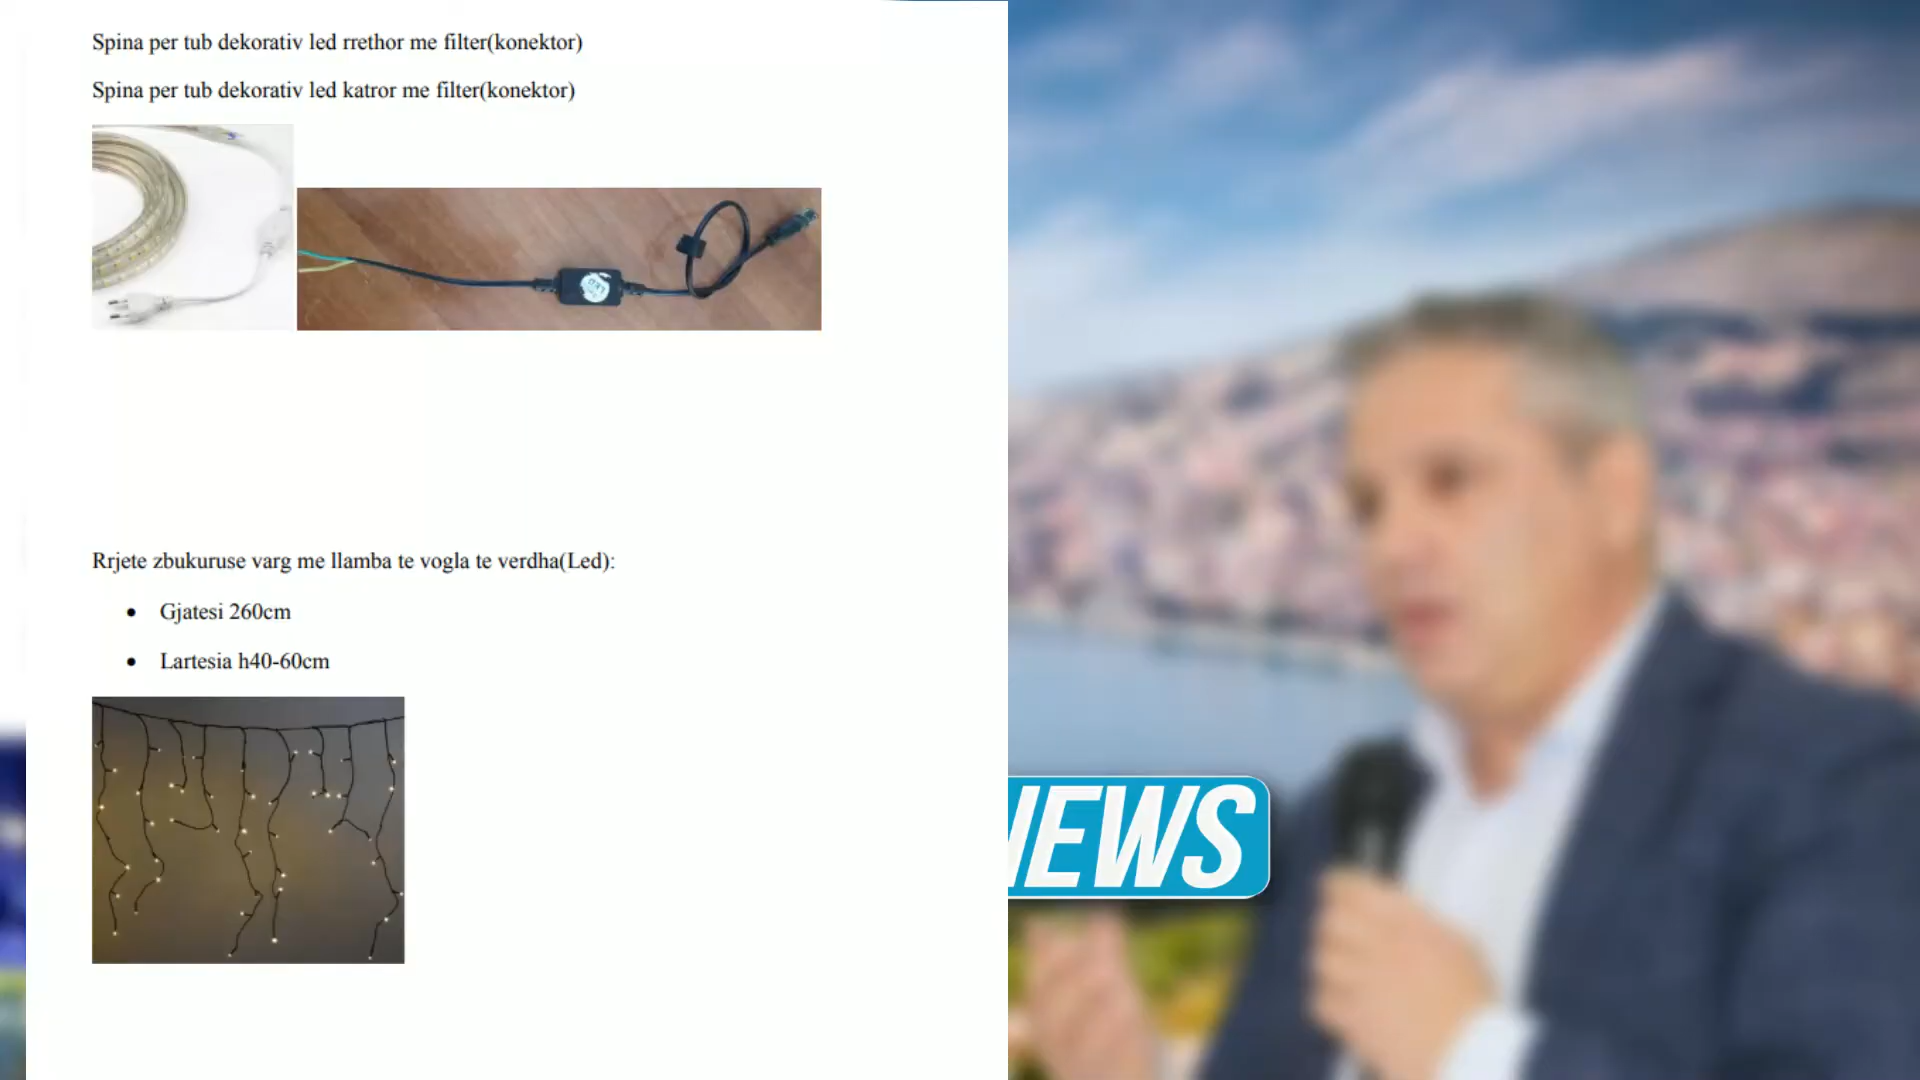 Spina per tub dekorativ led rrethor me filter(konektor)
Spina per tub dekorativ led katror me filter(konektor)
Rrjete zbukuruse varg me llamba te vogla te verdha(Led):
• Gjatesi 260cm
• Lartesia h40-60cm
NEWS